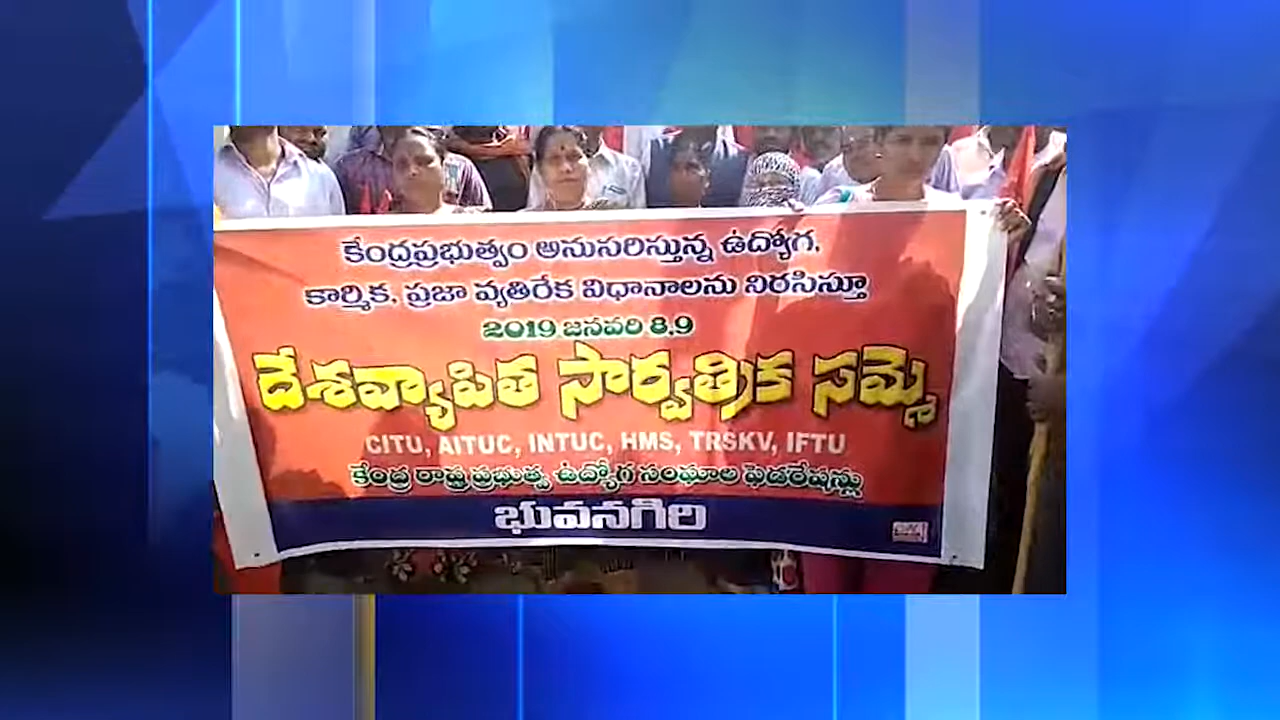 కేంద్రప్రభుత్వం అనుసరిస్తున్న ఉద్యోగ,
కార్మిక, ప్రజా వ్యతిరేక విధానాలను నిరసిస్తూ
2019 జనవరి 8,9
దేశవ్యాపిత సార్వత్రిక సమ్మె
CITU, AITUC, INTUC, HMS, TRSKV, IFTU
కేంద్ర రాష్ట్ర ప్రభుత్వ ఉద్యోగ సంఘాల ఫెడరేషన్లు
భువనగిరి